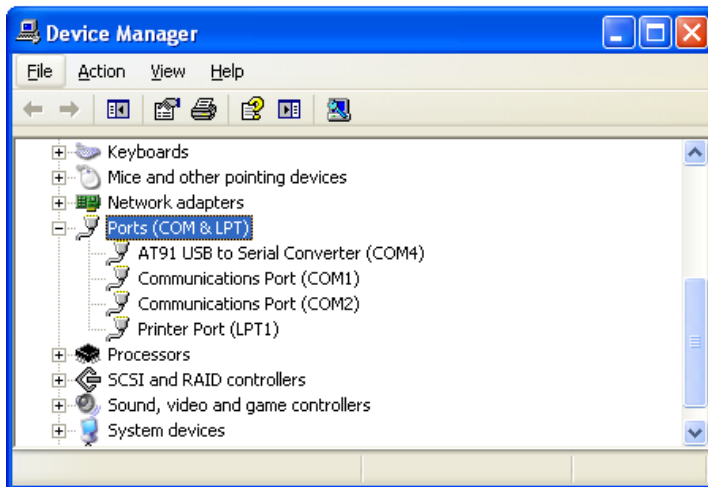 Device Manager
File Action View Help
Keyboards
Mice and other pointing devices
Network adapters
Ports (COM & LPT)
AT91 USB to Serial Converter (COM4)
Communications Port (COM1)
Communications Port (COM2)
Printer Port (LPT1)
Processors
SCSI and RAID controllers
Sound, video and game controllers
System devices